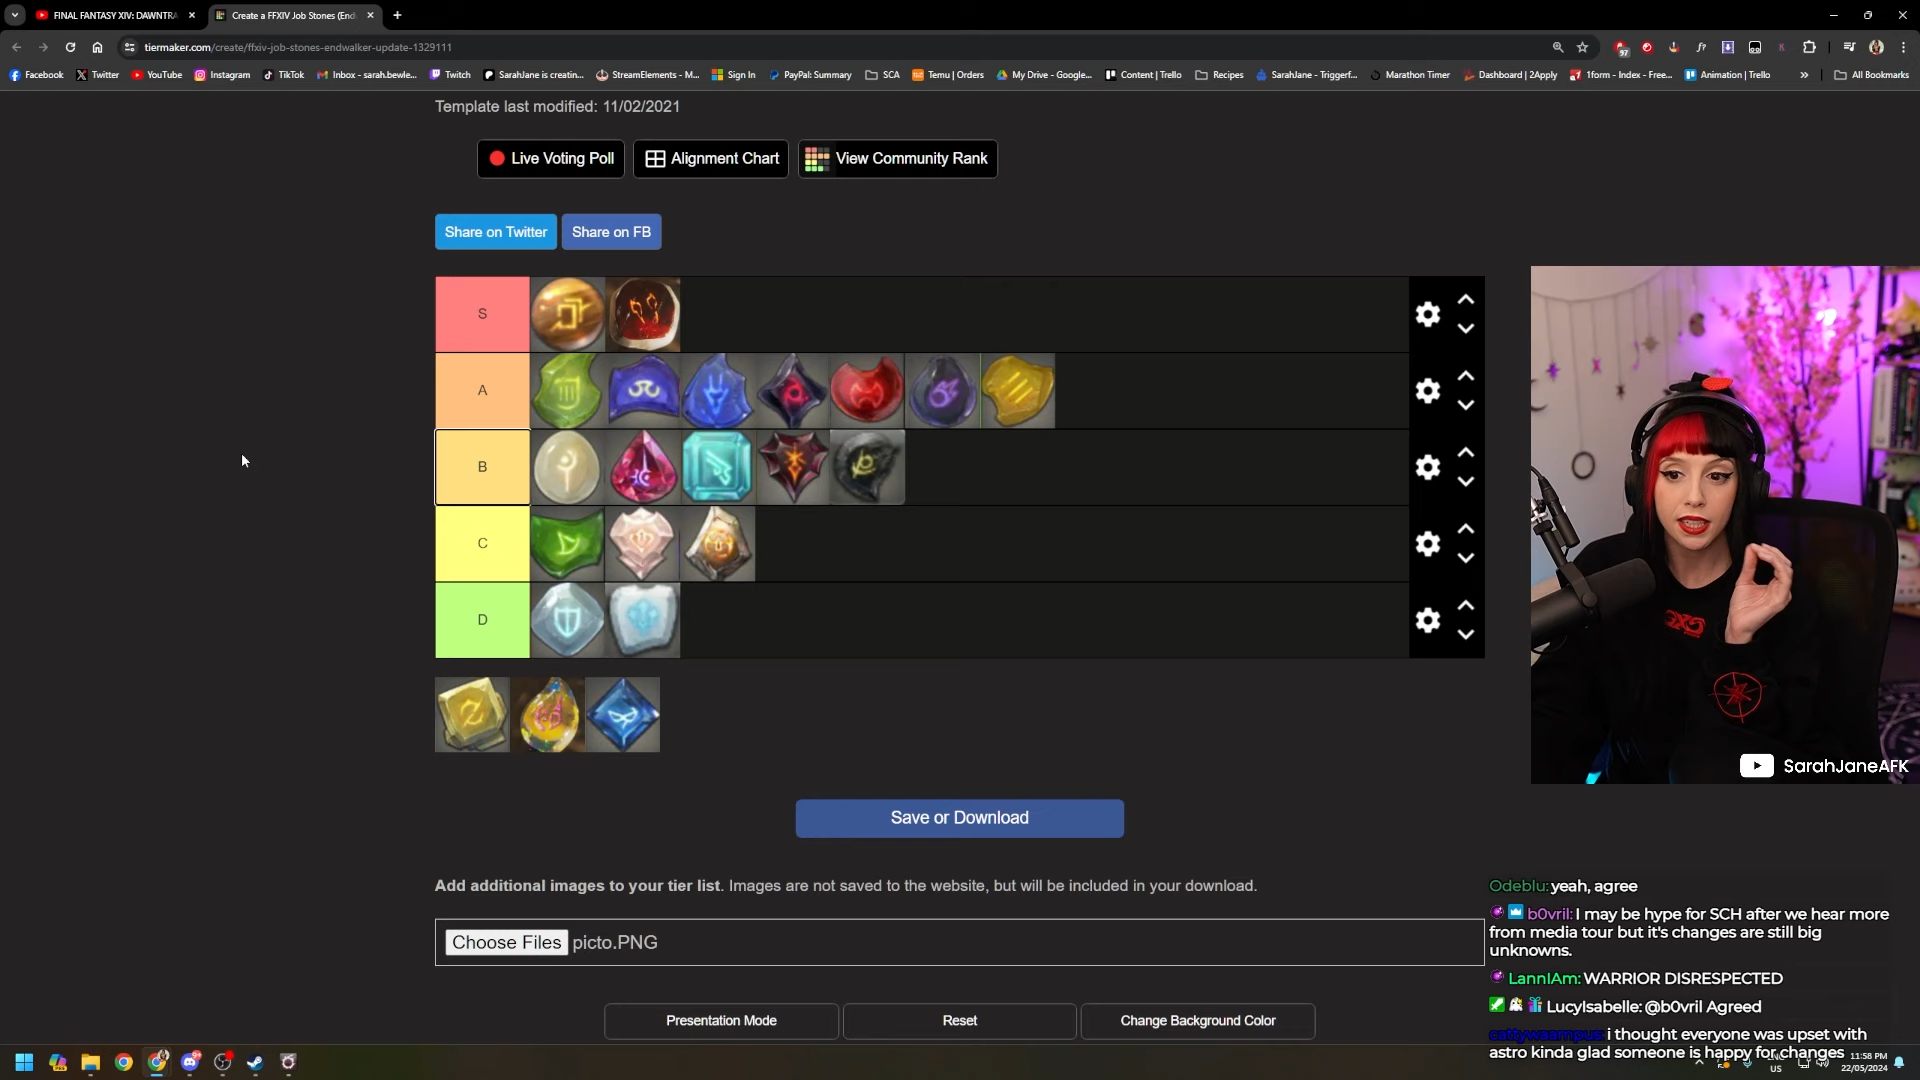 FINAL FANTASY XIV: DAWNTRA
Create a FFXIV Job Stones (End
tiermaker.com/create/ffxiv-job-stones-endwalker-update-1329111
97
Facebook
Twitter
YouTube
Instagram
TikTok
Inbox - sarah.bewle...
Twitch
SarahJane is creatin...
StreamElements - M...
Sign In
PayPal: Summary
SCA
Temu | Orders
My Drive - Google...
Content | Trello
Recipes
SarahJane - Triggerf...
Marathon Timer
Dashboard | 2Apply
1form - Index - Free...
Animation | Trello
All Bookmarks
Template last modified: 11/02/2021
Live Voting Poll
Alignment Chart
View Community Rank
Share on Twitter
Share on FB
S
A
B
C
D
SarahJaneAFK
Save or Download
Add additional images to your tier list. Images are not saved to the website, but will be included in your download.
Choose Files picto.PNG
Presentation Mode
Reset
Change Background Color
Odeblu: yeah, agree
b0vril: I may be hype for SCH after we hear more
from media tour but it's changes are still big
unknowns.
LannIAm: WARRIOR DISRESPECTED
LucyIsabelle: @b0vril Agreed
i thought everyone was upset with
astro kinda glad someone is happy for changes
US
11:58 PM
22/05/2024